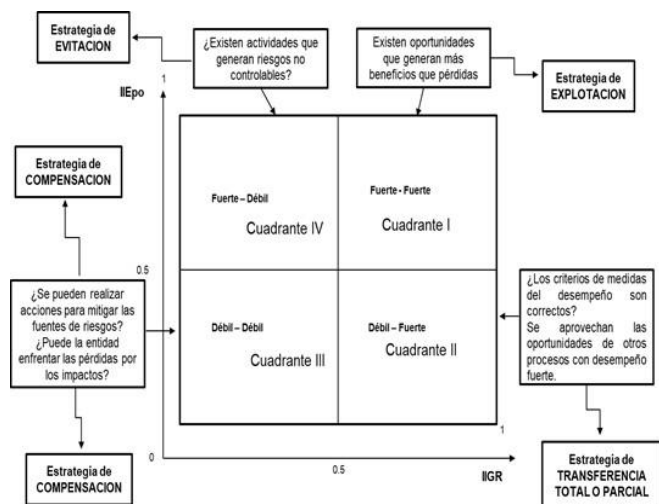 Estrategia de
EVITACION
¿Existen actividades que
generan riesgos no
controlables?
Existen oportunidades
que generan más
beneficios que pérdidas
Estrategia de
EXPLOTACION
1
IIEpo
Estrategia de
COMPENSACION
Fuerte – Débil
Cuadrante IV
Fuerte - Fuerte
Cuadrante I
0.5
¿Se pueden realizar
acciones para mitigar las
fuentes de riesgos?
¿Puede la entidad
enfrentar las pérdidas por
los impactos?
Débil – Débil
Cuadrante III
Débil – Fuerte
Cuadrante II
¿Los criterios de medidas
del desempeño son
correctos?
Se aprovechan las
oportunidades de otros
procesos con desempeño
fuerte.
Estrategia de
COMPENSACION
0
0.5
IIGR
1
Estrategia de
TRANSFERENCIA
TOTAL O PARCIAL